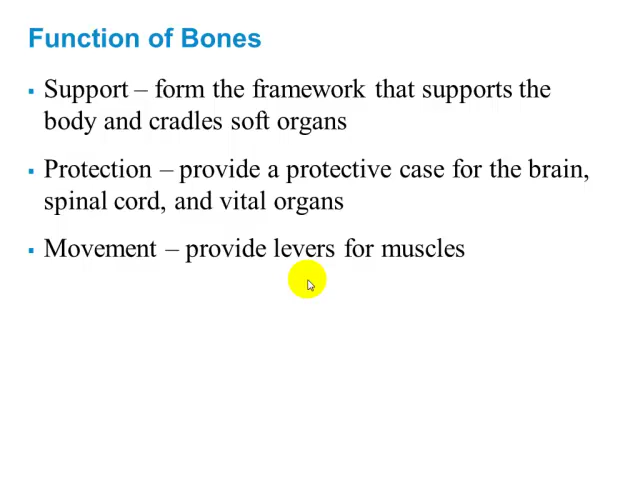 Function of Bones
▪ Support – form the framework that supports the
body and cradles soft organs
▪ Protection – provide a protective case for the brain,
spinal cord, and vital organs
▪ Movement – provide levers for muscles